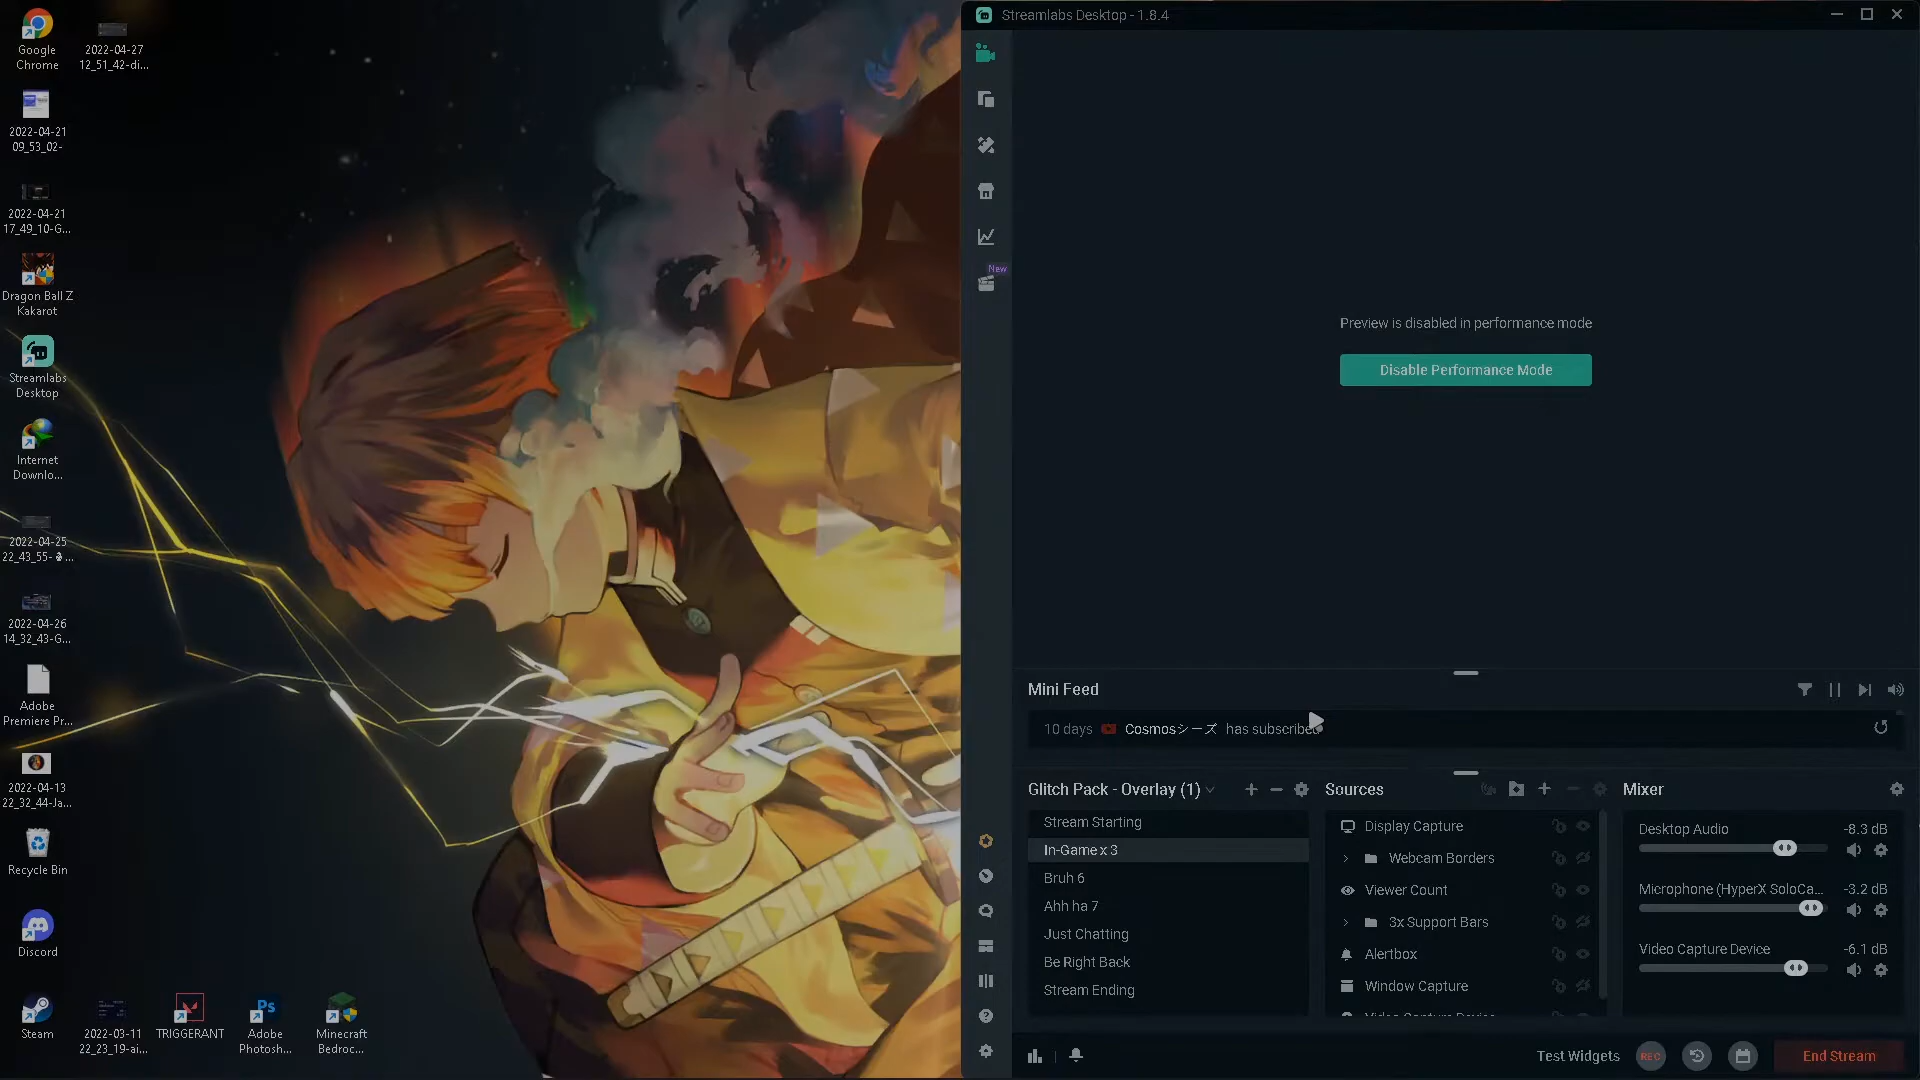 Google
Chrome
2022-04-27
12_51_42-di...
2022-04-21
09_53_02-
2022-04-21
17_49_10-G...
Dragon Ball Z
Kakarot
Streamlabs
Desktop
Internet
Downlo...
2022-04-25
22_43_55-
2022-04-26
14_32_43-G...
Adobe
Premiere Pr...
2022-04-13
22_32_44-Ja...
Recycle Bin
Discord
Steam
2022-03-11
22_23_19-ai...
TRIGGERANT
Ps
Adobe
Photosh...
Minecraft
Bedroc...
Streamlabs Desktop - 1.8.4
New
Preview is disabled in performance mode
Disable Performance Mode
Mini Feed
10 days Cosmosシーズ has subscribed
Glitch Pack - Overlay (1)
Stream Starting
In-Game x 3
Bruh 6
Ahh ha 7
Just Chatting
Be Right Back
Stream Ending
Sources
Display Capture
Webcam Borders
Viewer Count
3x Support Bars
Alertbox
Window Capture
Video Capture Device
Mixer
Desktop Audio -8.3 dB
Microphone (HyperX SoloCa... -3.2 dB
Video Capture Device -6.1 dB
Test Widgets
REC
End Stream